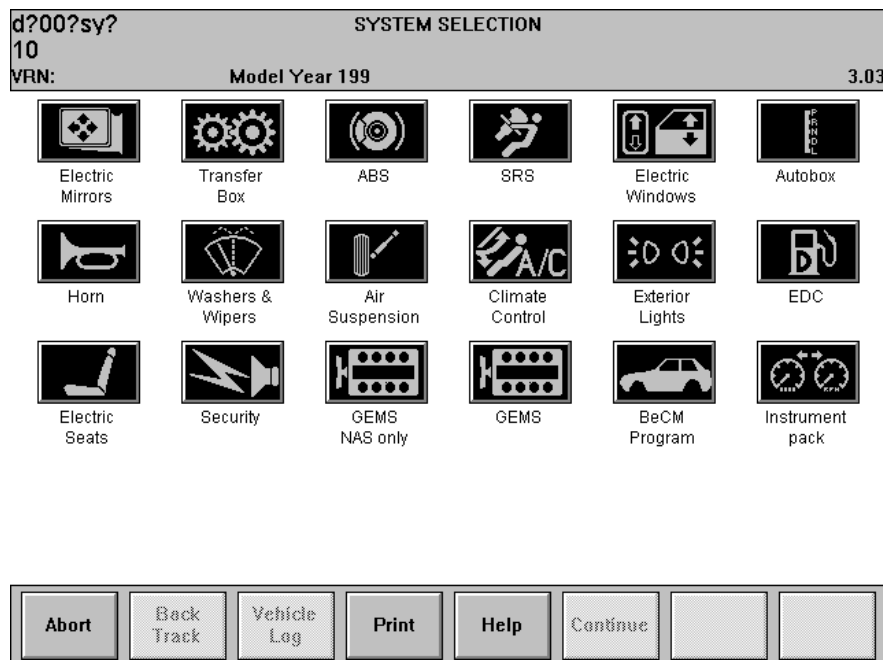 d?00?sy?
SYSTEM SELECTION
10
VRN:
Model Year 199
3.03
Electric
Mirrors
Transfer
Box
ABS
SRS
Electric
Windows
Autobox
P
R
N
D
L
Horn
Washers &
Wipers
Air
Suspension
A/C
Climate
Control
Exterior
Lights
D
EDC
Electric
Seats
Security
GEMS
NAS only
GEMS
BeCM
Program
Instrument
pack
Abort
Back
Track
Vehicle
Log
Print
Help
Continue